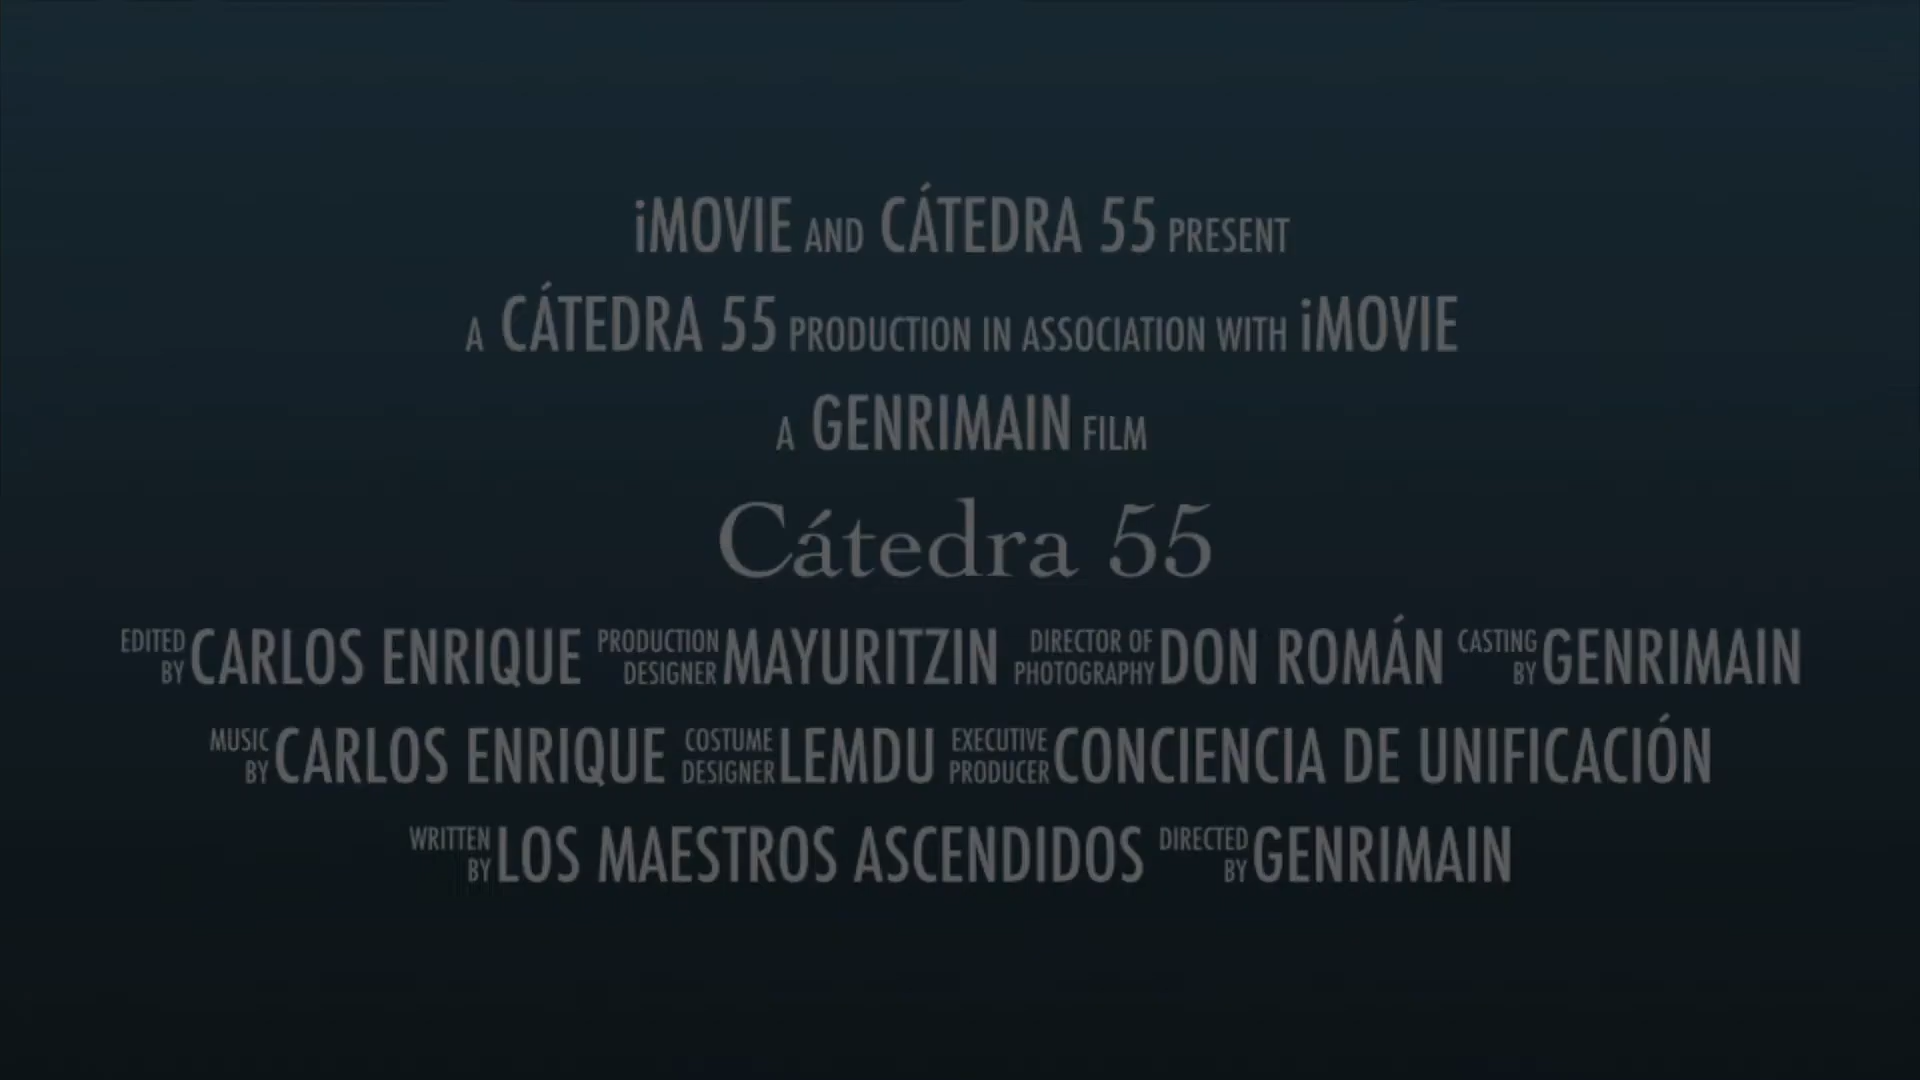 iMOVIE AND CÁTEDRA 55 PRESENT
A CÁTEDRA 55 PRODUCTION IN ASSOCIATION WITH iMOVIE
A GENRIMAIN FILM
Cátedra 55
EDITED BY CARLOS ENRIQUE PRODUCTION DESIGNER MAYURITZIN DIRECTOR OF PHOTOGRAPHY DON ROMÁN CASTING BY GENRIMAIN
MUSIC BY CARLOS ENRIQUE COSTUME DESIGNER LEMDU EXECUTIVE PRODUCER CONCIENCIA DE UNIFICACIÓN
WRITTEN BY LOS MAESTROS ASCENDIDOS DIRECTED BY GENRIMAIN